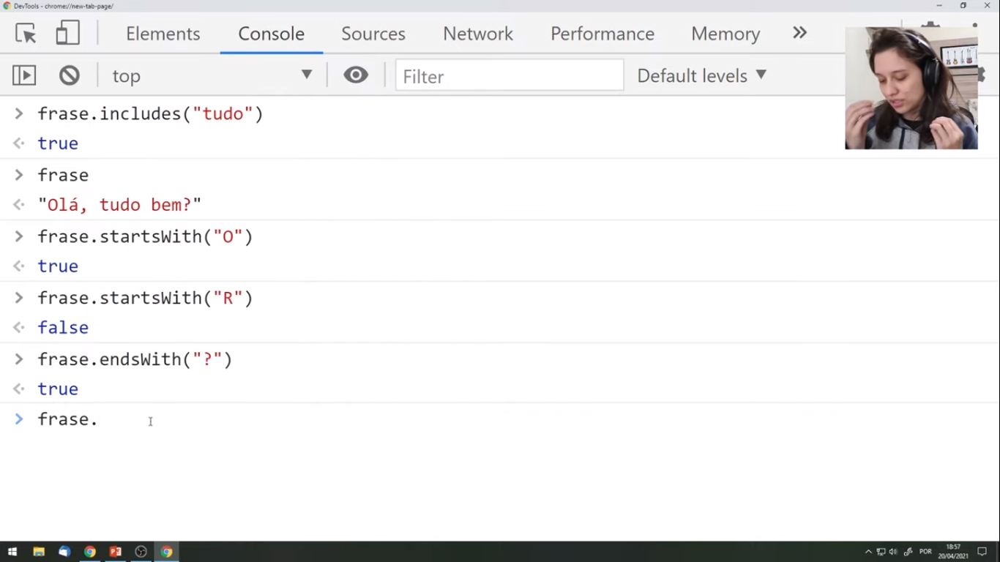 DevTools - chrome://new-tab-page/
Elements Console Sources Network Performance Memory
top Filter Default levels
frase.includes("tudo")
true
frase
"Olá, tudo bem?"
frase.startsWith("O")
true
frase.startsWith("R")
false
frase.endsWith("?")
true
frase.
POR 18:57
20/04/2021